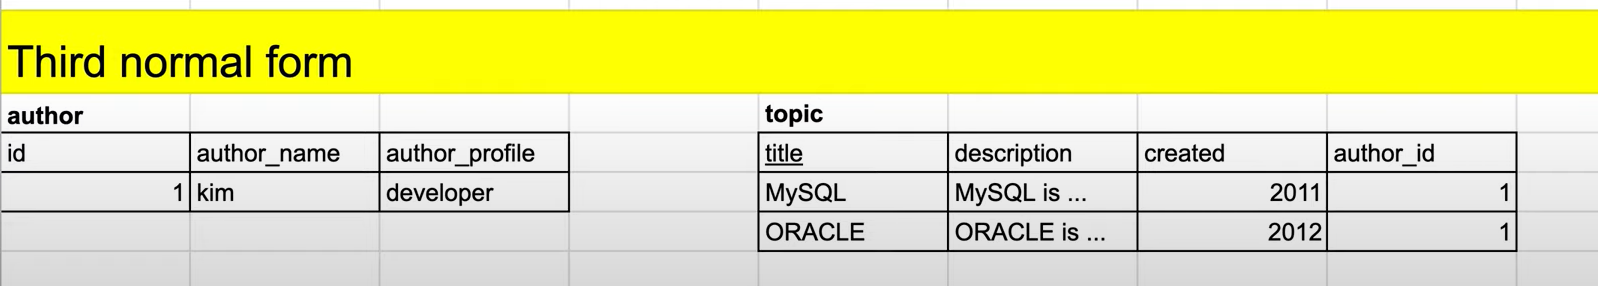 Third normal form
author topic
id author_name author_profile title description created author_id
1 kim developer MySQL MySQL is ... 2011 1
ORACLE ORACLE is ... 2012 1